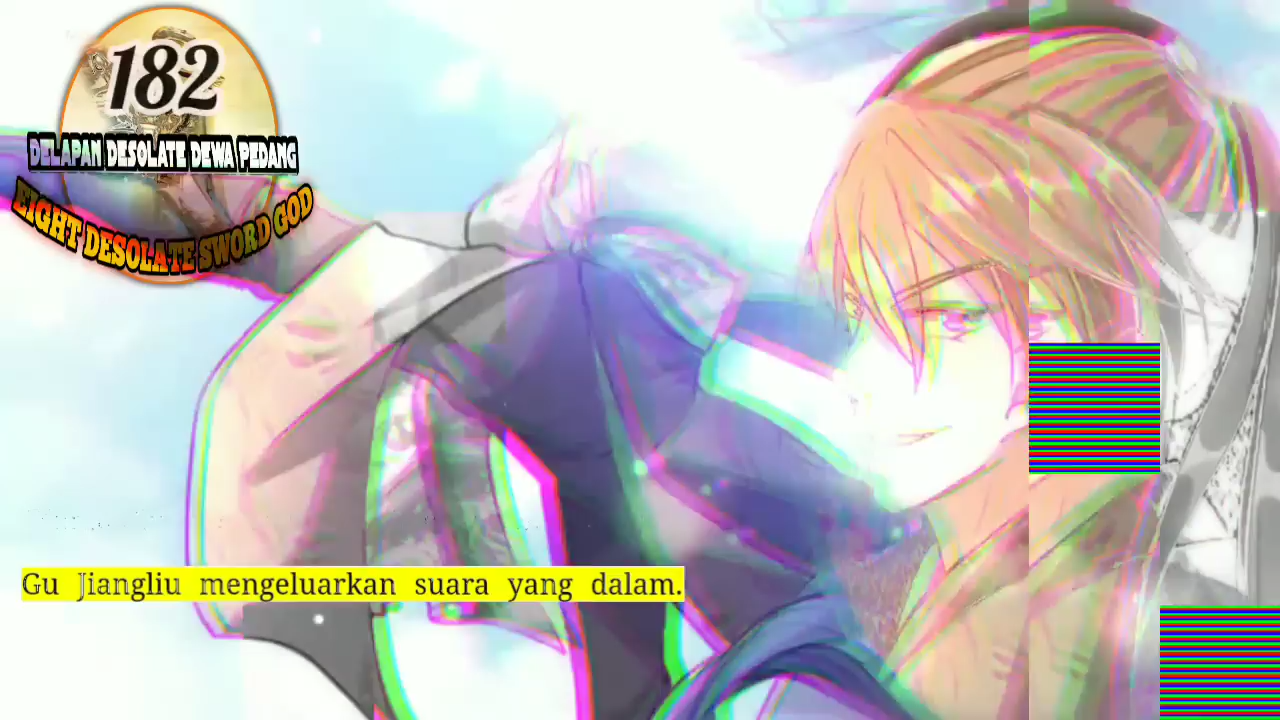 182
DELAPAN DESOLATE DEWA PEDANG
EIGHT DESOLATE SWORD GOD
Gu Jiangliu mengeluarkan suara yang dalam.